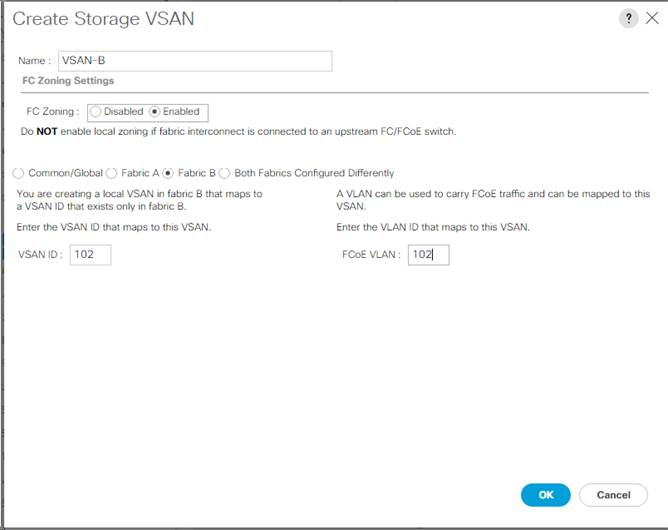 Create Storage VSAN
?
Name : VSAN-B
FC Zoning Settings
FC Zoning : Disabled Enabled
Do NOT enable local zoning if fabric interconnect is connected to an upstream FC/FCoE switch.
Common/Global Fabric A Fabric B Both Fabrics Configured Differently
You are creating a local VSAN in fabric B that maps to
a VSAN ID that exists only in fabric B.
Enter the VSAN ID that maps to this VSAN.
VSAN ID : 102
A VLAN can be used to carry FCoE traffic and can be mapped to this
VSAN.
Enter the VLAN ID that maps to this VSAN.
FCoE VLAN : 102
OK
Cancel